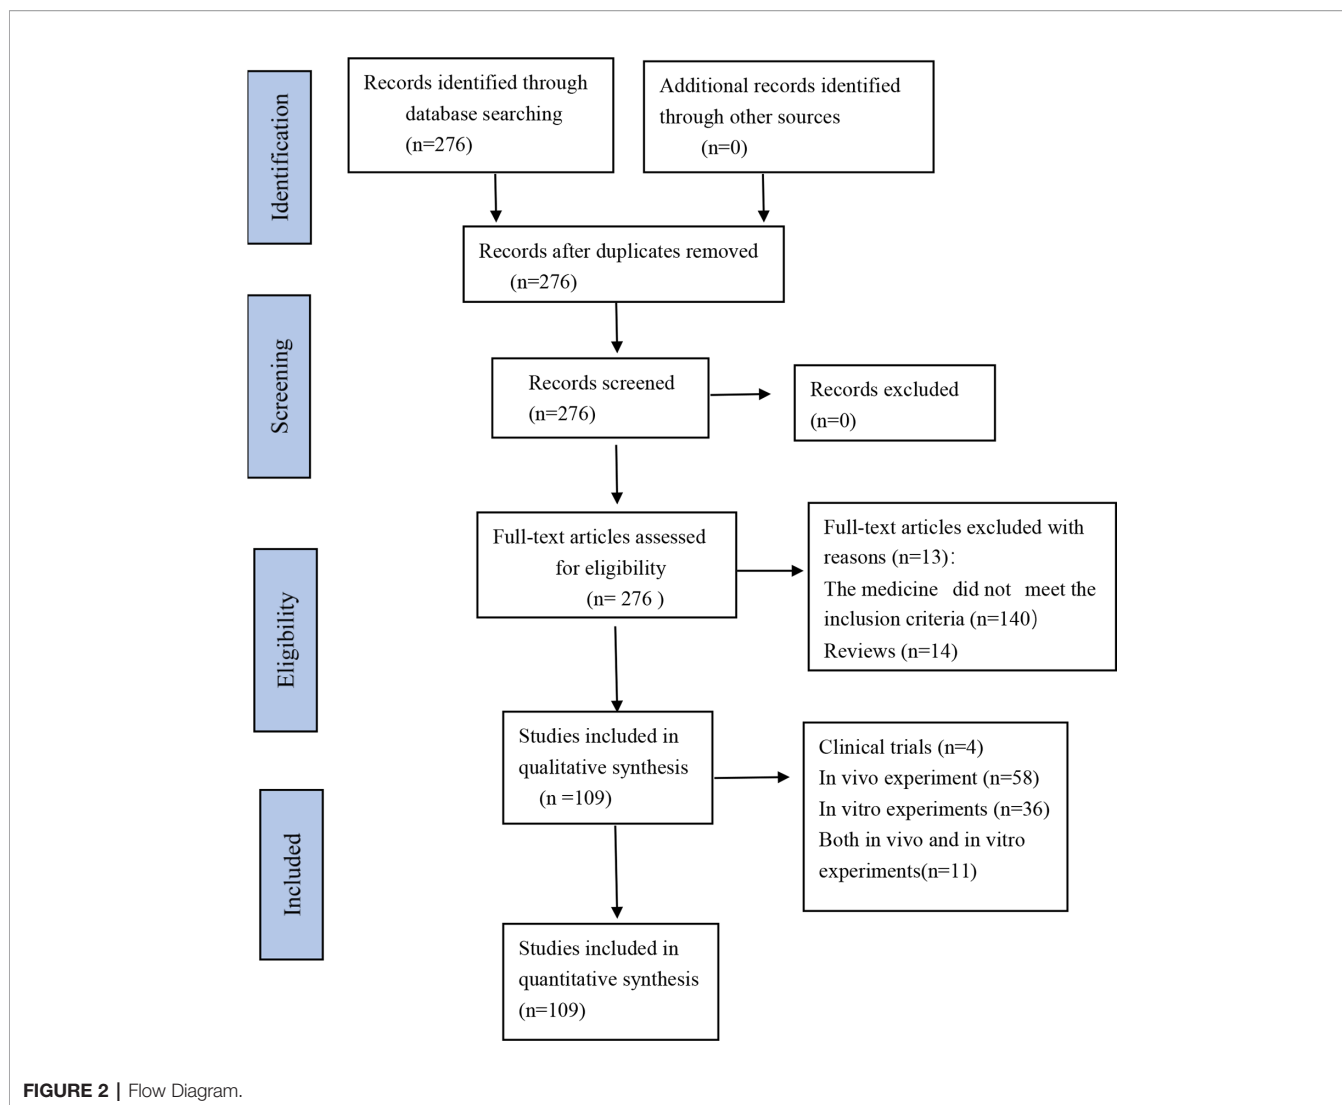 Identification
Records identified through
database searching
(n=276)
Additional records identified
through other sources
(n=0)
Records after duplicates removed
(n=276)
Screening
Records screened
(n=276)
Records excluded
(n=0)
Eligibility
Full-text articles assessed
for eligibility
(n= 276 )
Full-text articles excluded with
reasons (n=13):
The medicine did not meet the
inclusion criteria (n=140)
Reviews (n=14)
Included
Studies included in
qualitative synthesis
(n =109)
Clinical trials (n=4)
In vivo experiment (n=58)
In vitro experiments (n=36)
Both in vivo and in vitro
experiments(n=11)
Studies included in
quantitative synthesis
(n=109)
FIGURE 2 | Flow Diagram.